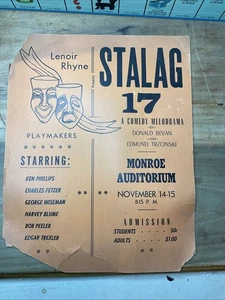 Lenoir
Rhyne
PLAYMAKERS
STALAG
17
A COMEDY MELODRAMA
DONALD BEVAN
EDMUND TRZCINSKI
MONROE
AUDITORIUM
NOVEMBER 14-15
8:15 P. M.
STARRING:
KEN PHILLIPS
CHARLES FETZER
GEORGE WISEMAN
HARVEY BLUME
BOB PEELER
EDGAR TREXLER
** **
ADMISSION
STUDENTS 50c
ADULTS $1.00